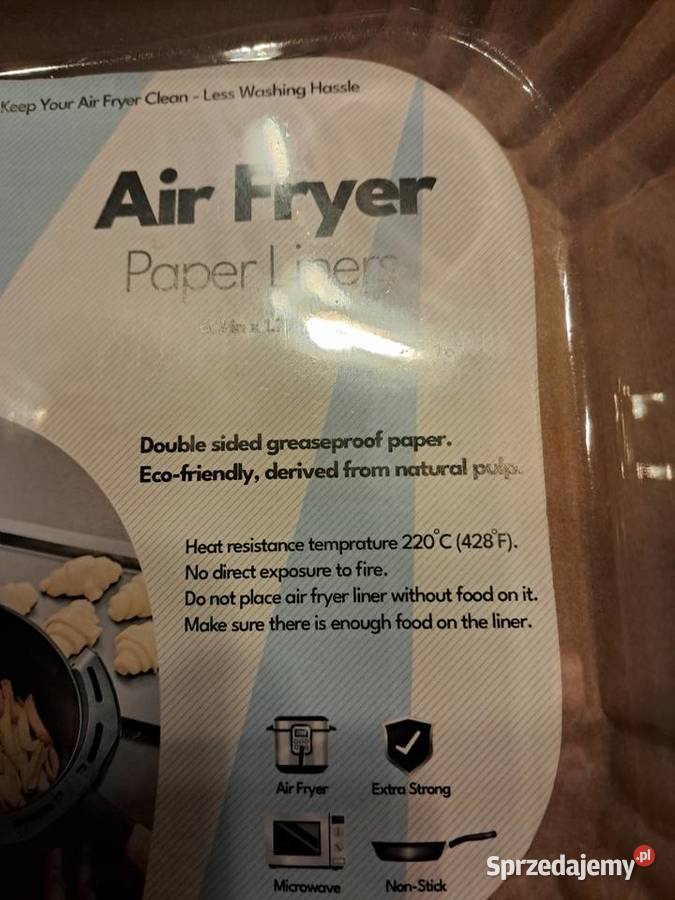 Keep Your Air Fryer Clean - Less Washing Hassle
Air Fryer
Paper Liners
Double sided greaseproof paper.
Eco-friendly, derived from natural pulp.
Heat resistance temprature 220°C (428°F).
No direct exposure to fire.
Do not place air fryer liner without food on it.
Make sure there is enough food on the liner.
Air Fryer
Extra Strong
Microwave
Non-Stick
Sprzedajemy.pl